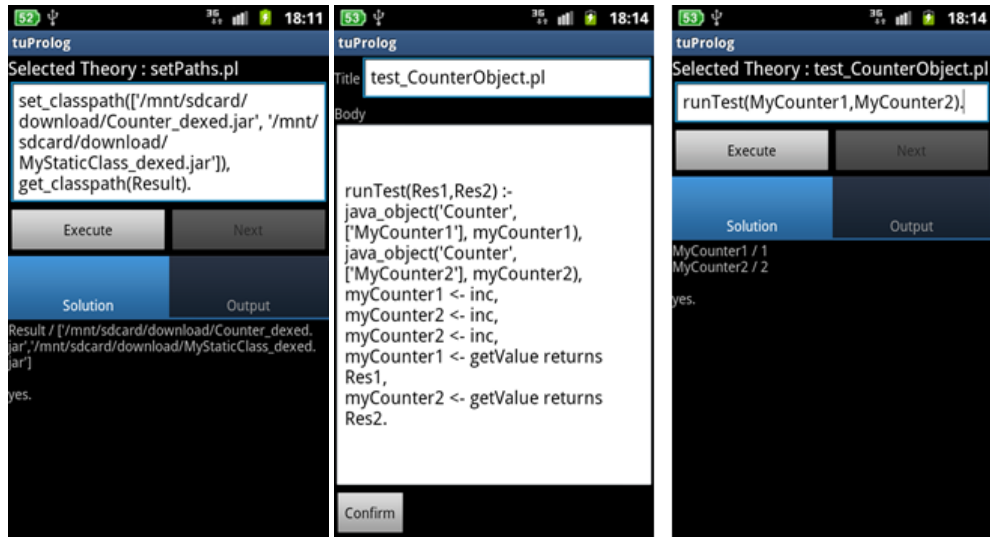 52 3G 18:11
tuProlog
Selected Theory : setPaths.pl
set_classpath(['/mnt/sdcard/
download/Counter_dexed.jar', '/mnt/
sdcard/download/
MyStaticClass_dexed.jar']),
get_classpath(Result).
Execute Next
Solution Output
Result / ['/mnt/sdcard/download/Counter_dexed.
jar','/mnt/sdcard/download/MyStaticClass_dexed.
jar']
yes.
53 3G 18:14
tuProlog
Title test_CounterObject.pl
Body
runTest(Res1,Res2) :-
java_object('Counter',
['MyCounter1'], myCounter1),
java_object('Counter',
['MyCounter2'], myCounter2),
myCounter1 <- inc,
myCounter2 <- inc,
myCounter2 <- inc,
myCounter1 <- getValue returns
Res1,
myCounter2 <- getValue returns
Res2.
Confirm
53 3G 18:14
tuProlog
Selected Theory : test_CounterObject.pl
runTest(MyCounter1,MyCounter2).
Execute Next
Solution Output
MyCounter1 / 1
MyCounter2 / 2
yes.